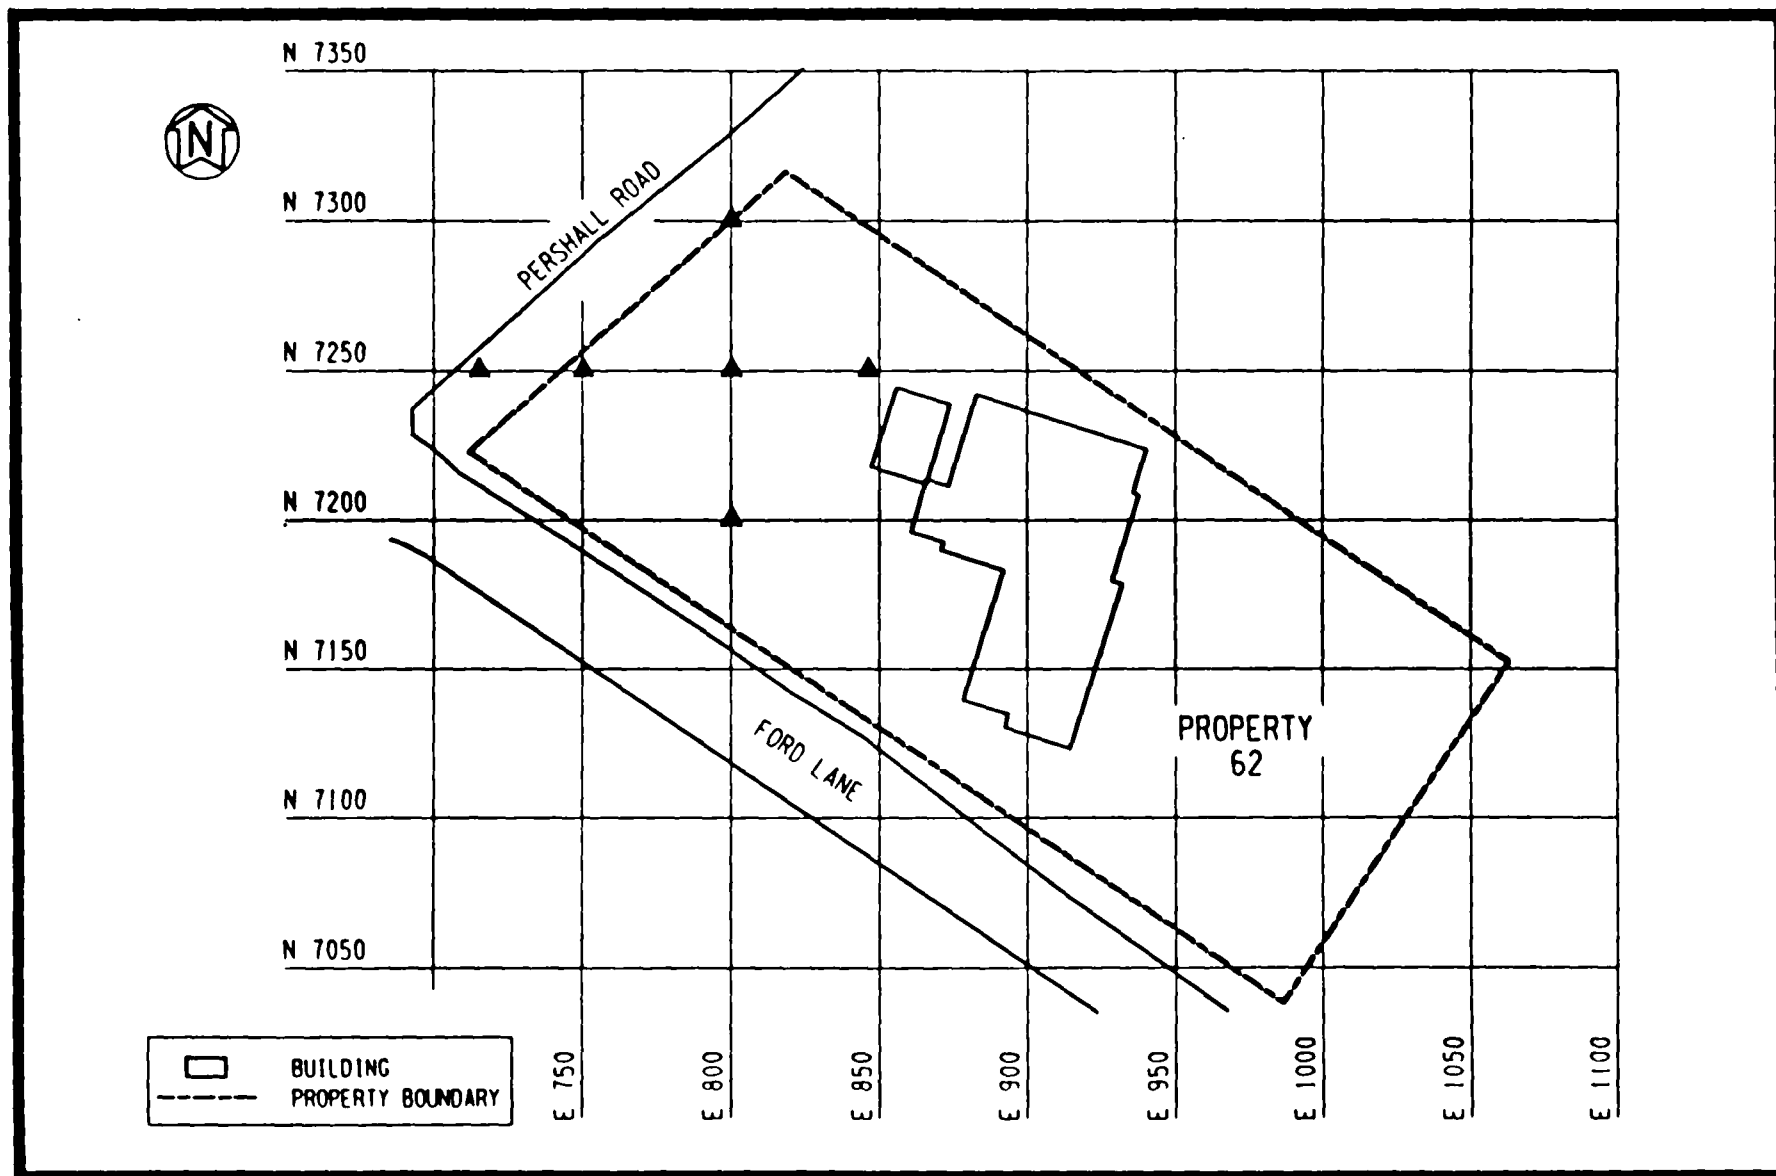 N 7350
N
PERSHALL ROAD
N 7300
N 7250
N 7200
N 7150
PROPERTY
62
FORD LANE
N 7100
N 7050
E 750
E 800
E 850
E 900
E 950
E 1000
E 1050
E 1100
BUILDING
PROPERTY BOUNDARY